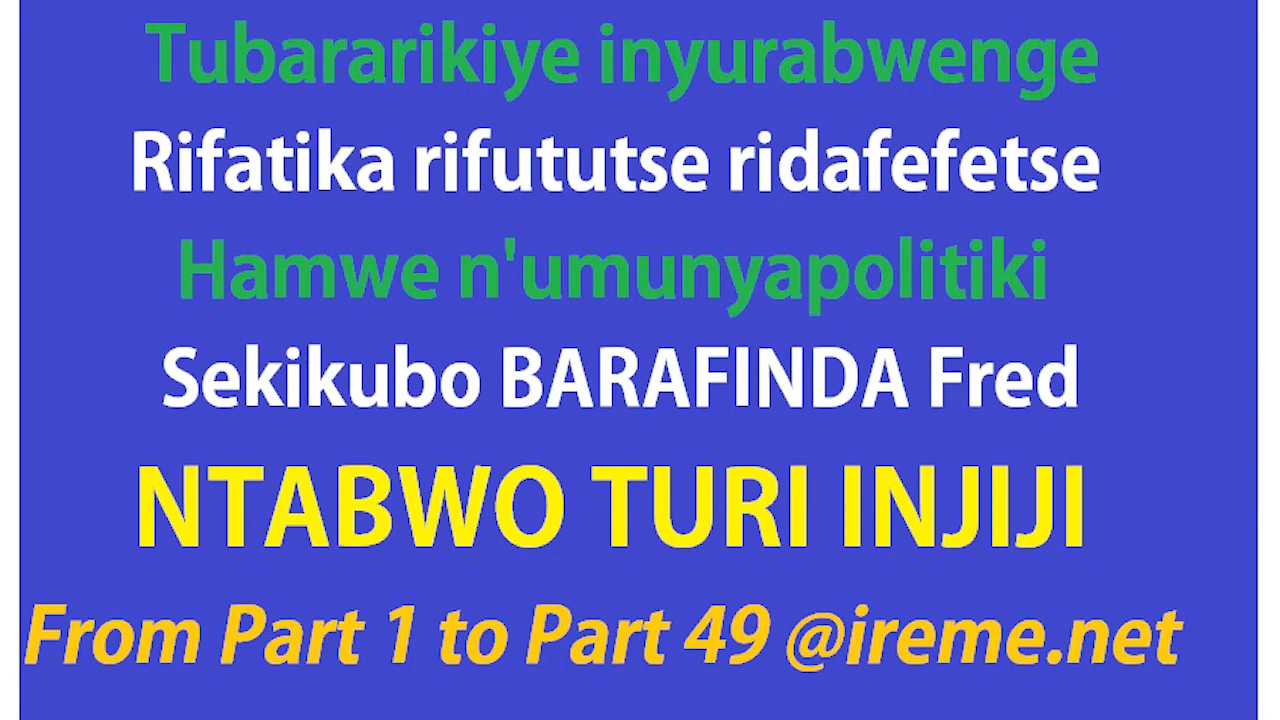 Tubararikiye inyurabwenge
Rifatika rifututse ridafefetse
Hamwe n'umunyapolitiki
Sekikubo BARAFINDA Fred
NTABWO TURI INJIJI
From Part 1 to Part 49 @ireme.net